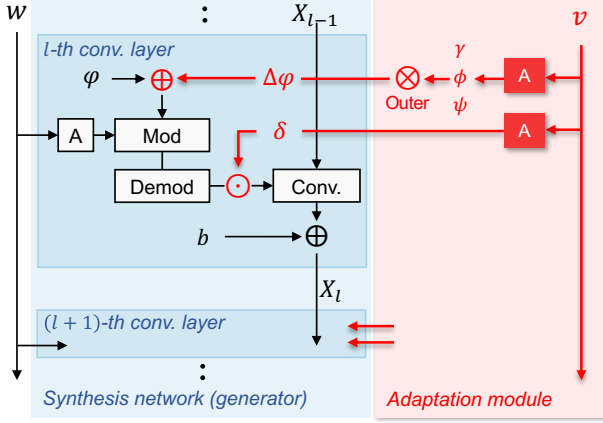 w
:
X_{l−1}
v
l-th conv. layer
φ
Δφ
Outer
γ
ϕ
ψ
A
A
Mod
δ
A
Demod
Conv.
b
X_l
(l + 1)-th conv. layer
:
Synthesis network (generator)
Adaptation module